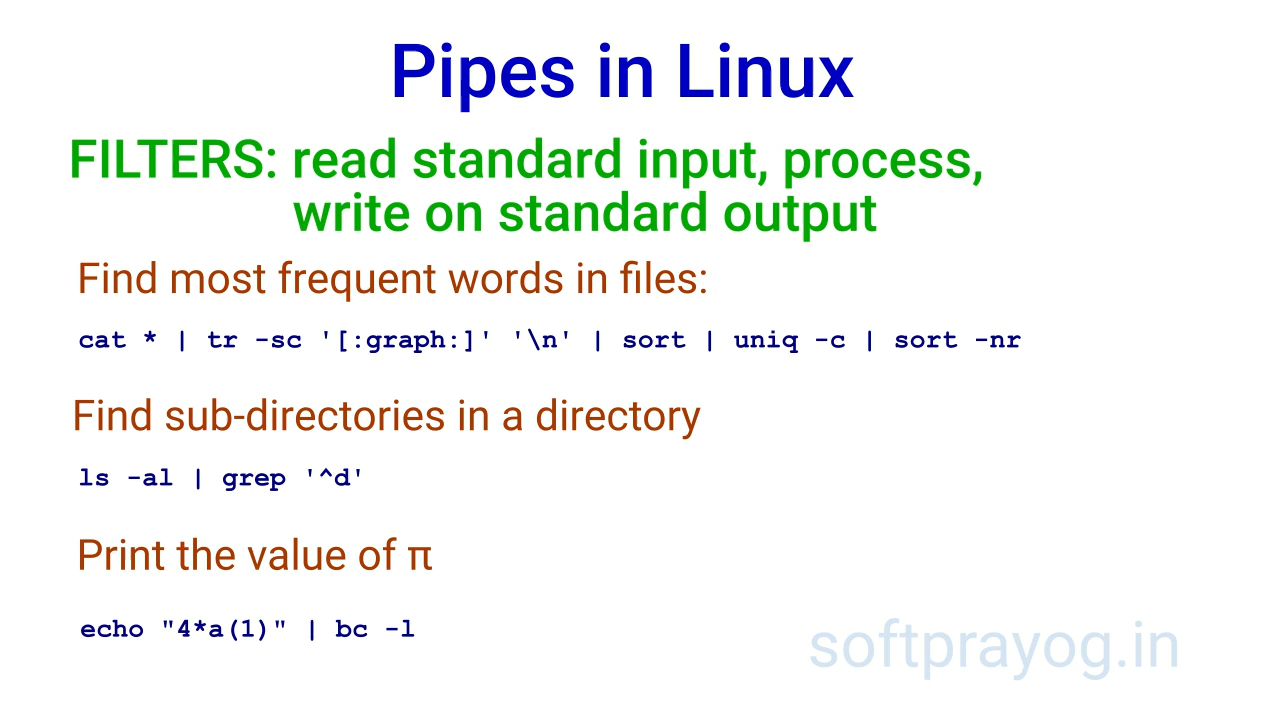 Pipes in Linux
FILTERS: read standard input, process,
write on standard output
Find most frequent words in files:
cat * | tr -sc '[:graph:]' '\n' | sort | uniq -c | sort -nr
Find sub-directories in a directory
ls -al | grep '^d'
Print the value of π
echo "4*a(1)" | bc -l
softprayog.in